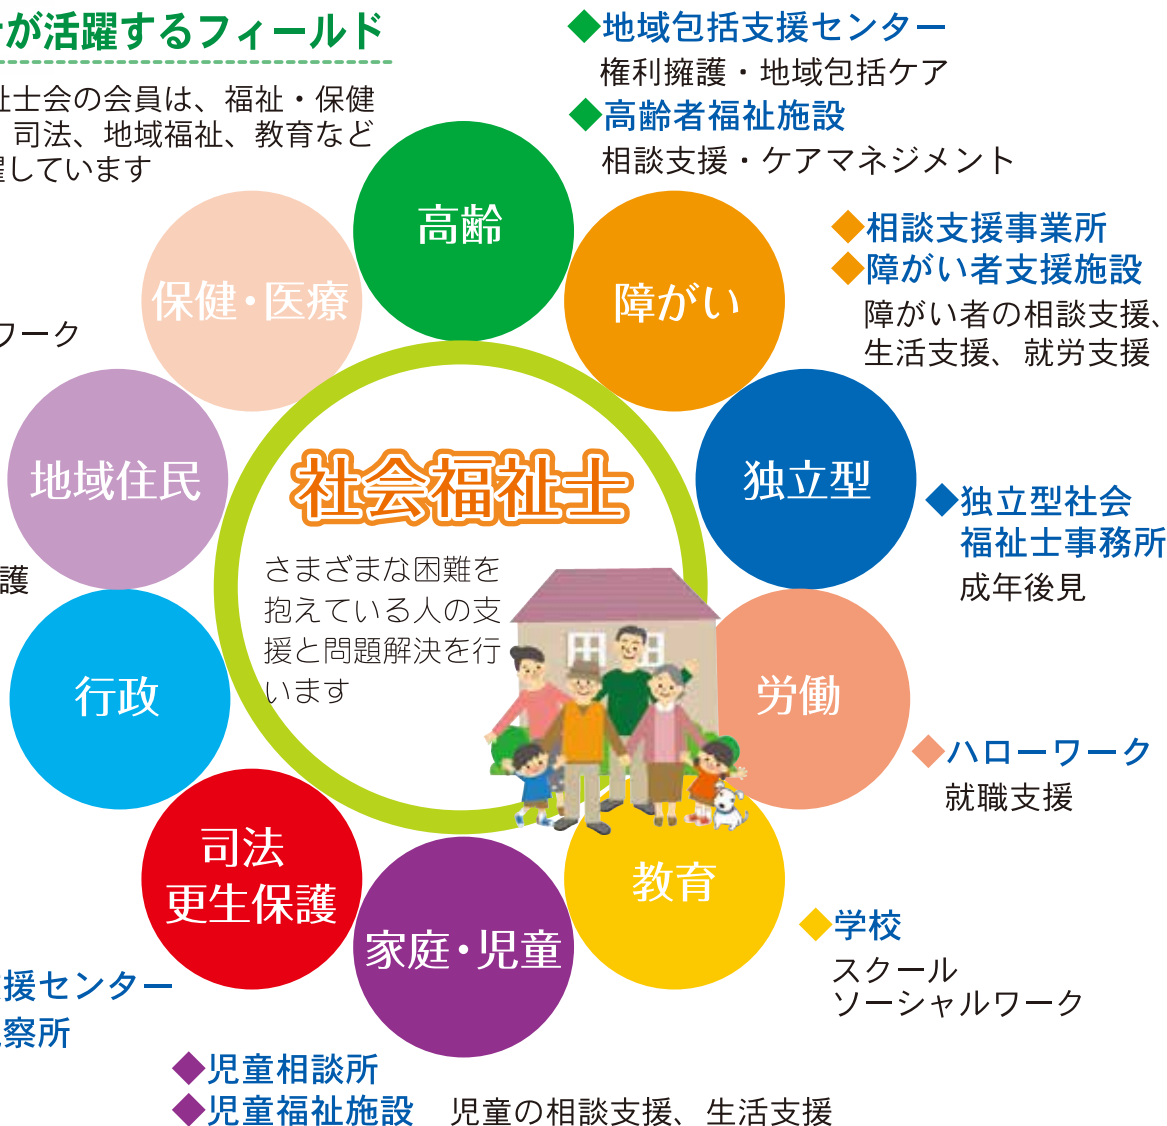 が活躍するフィールド
祉士会の会員は、福祉・保健
司法、地域福祉、教育など
躍しています
◆地域包括支援センター
権利擁護・地域包括ケア
◆高齢者福祉施設
相談支援・ケアマネジメント
高齢
障がい
◆相談支援事業所
◆障がい者支援施設
障がい者の相談支援、
生活支援、就労支援
保健・医療
ワーク
地域住民
護
社会福祉士
さまざまな困難を
抱えている人の支
援と問題解決を行
います
独立型
◆独立型社会
福祉士事務所
成年後見
行政
労働
◆ハローワーク
就職支援
司法
更生保護
家庭・児童
教育
◆学校
スクール
ソーシャルワーク
援センター
察所
◆児童相談所
◆児童福祉施設
児童の相談支援、生活支援